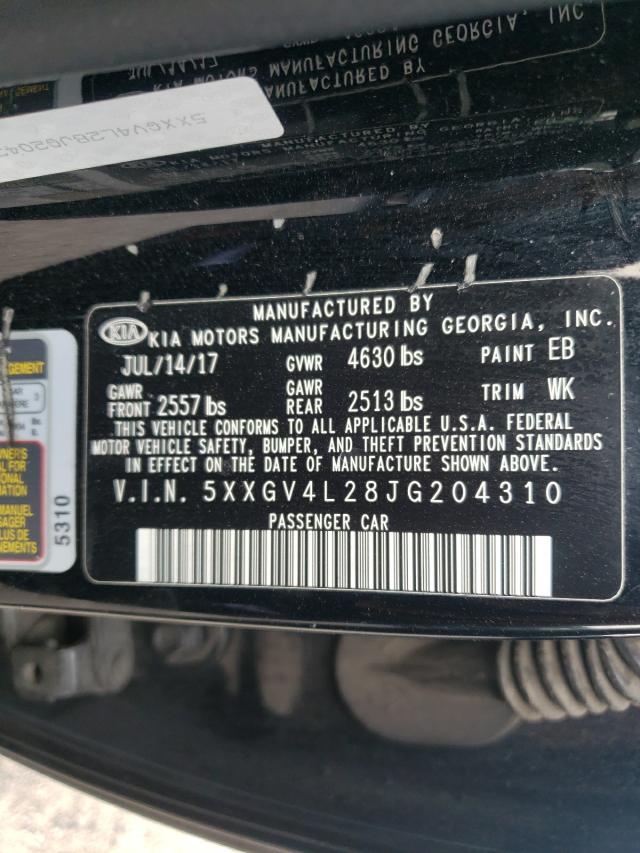 MANUFACTURED BY
KIA KIA MOTORS MANUFACTURING GEORGIA, INC.
JUL/14/17 GVWR 4630 lbs PAINT EB
GAWR FRONT 2557 lbs GAWR REAR 2513 lbs TRIM WK
THIS VEHICLE CONFORMS TO ALL APPLICABLE U.S.A. FEDERAL
MOTOR VEHICLE SAFETY, BUMPER, AND THEFT PREVENTION STANDARDS
IN EFFECT ON THE DATE OF MANUFACTURE SHOWN ABOVE.
V.I.N. 5XXGV4L28JG204310
PASSENGER CAR
5310